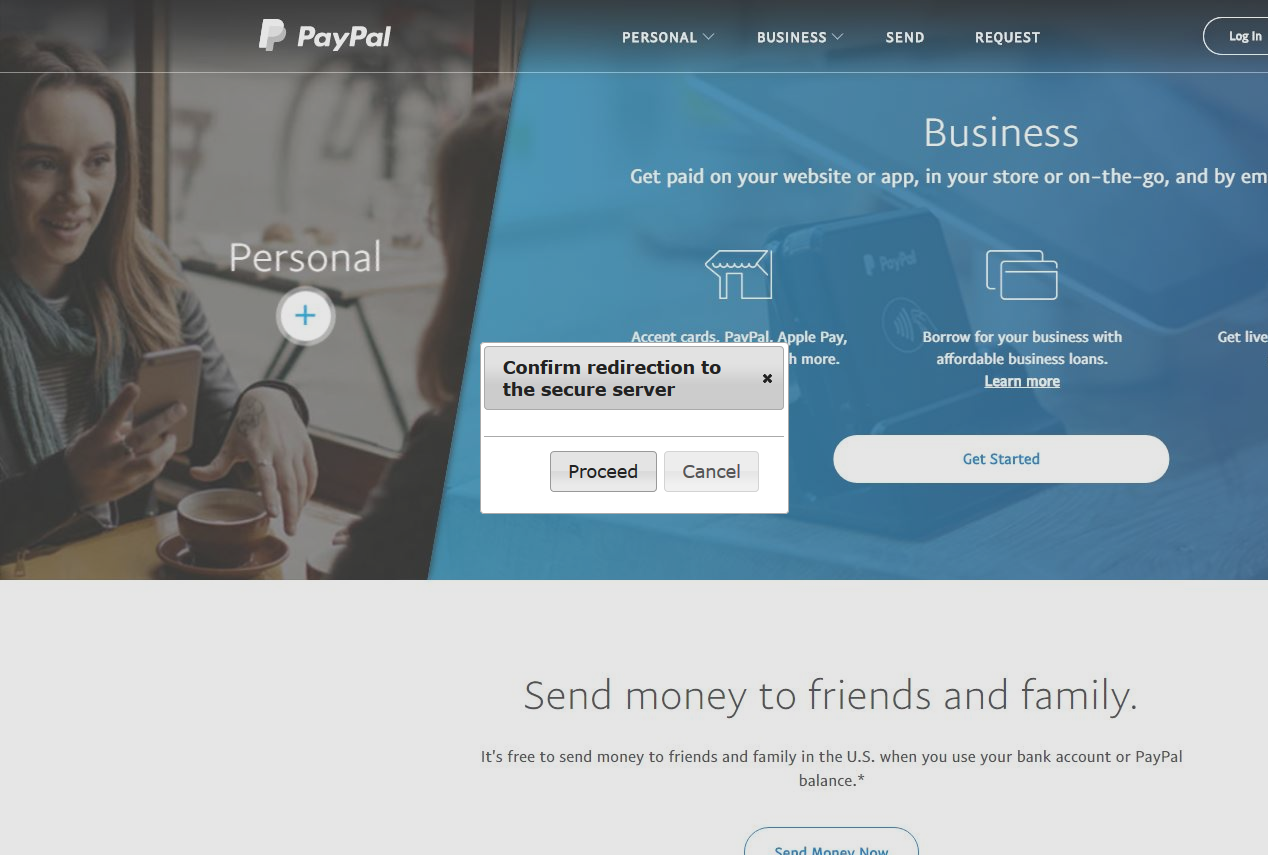 PayPal
PERSONAL
BUSINESS
SEND
REQUEST
Log In
Business
Get paid on your website or app, in your store or on-the-go, and by em
Personal
PayPal
Accept cards, PayPal, Apple Pay,
h more.
Borrow for your business with
affordable business loans.
Learn more
Get live
Confirm redirection to
the secure server
Proceed
Cancel
Get Started
Send money to friends and family.
It's free to send money to friends and family in the U.S. when you use your bank account or PayPal
balance.*
Send Money Now